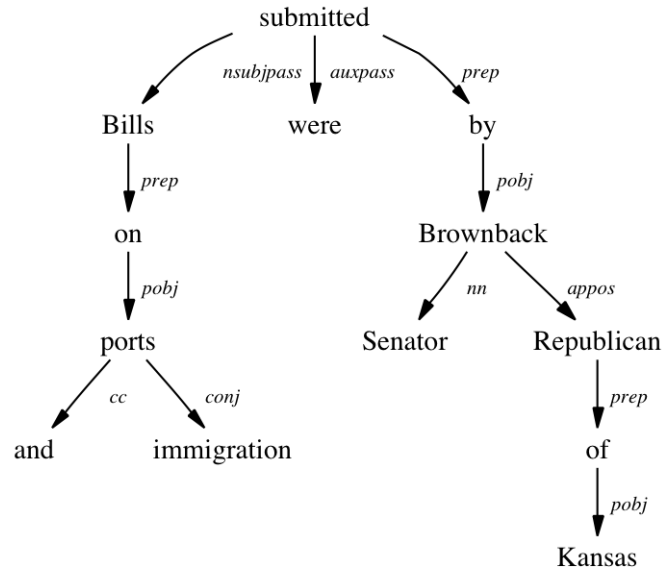 submitted
nsubjpass auxpass prep
Bills were by
prep pobj
on Brownback
pobj nn appos
ports Senator Republican
cc conj prep
and immigration of
pobj
Kansas